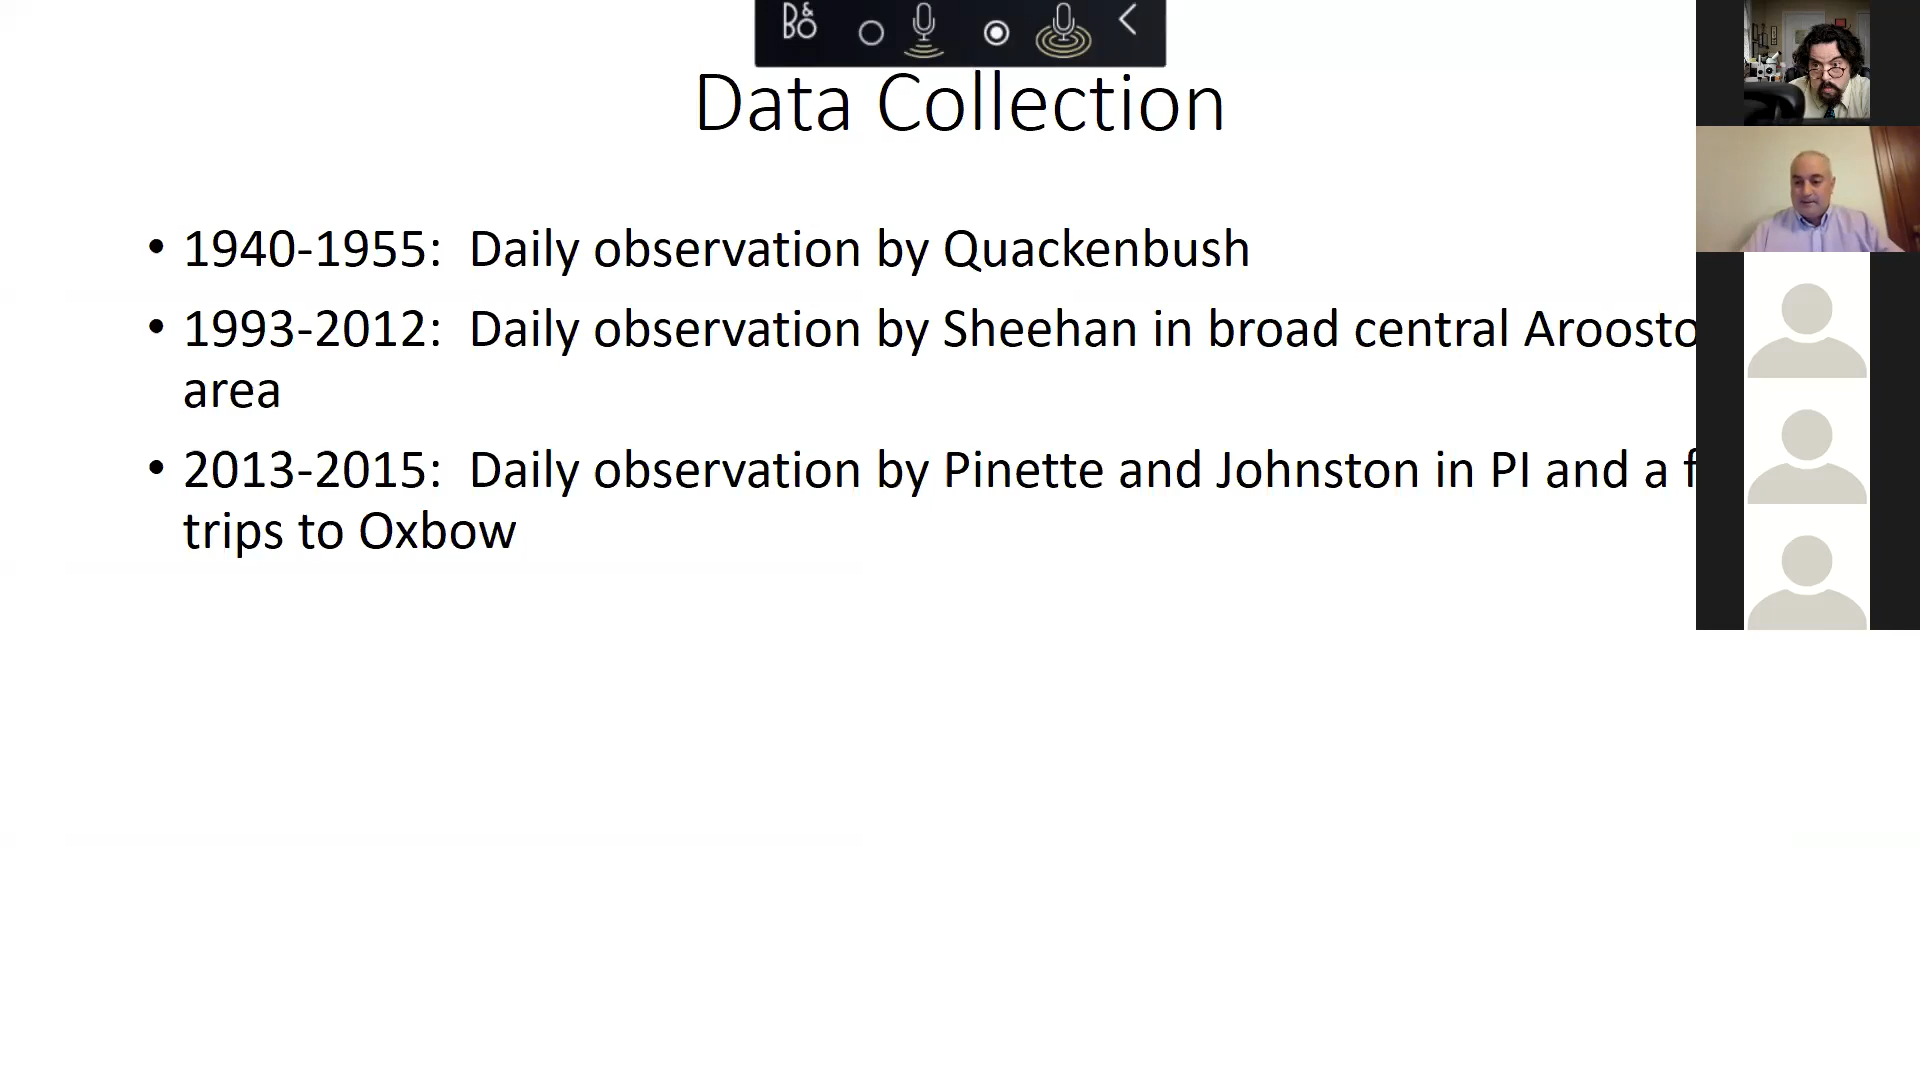 B&O
Data Collection
• 1940-1955: Daily observation by Quackenbush
• 1993-2012: Daily observation by Sheehan in broad central Aroosto
area
• 2013-2015: Daily observation by Pinette and Johnston in PI and a f
trips to Oxbow